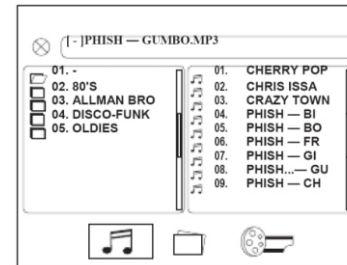 [ - ]PHISH — GUMBO.MP3
01. -
02. 80'S
03. ALLMAN BRO
04. DISCO-FUNK
05. OLDIES
01. CHERRY POP
02. CHRIS ISSA
03. CRAZY TOWN
04. PHISH — BI
05. PHISH — BO
06. PHISH — FR
07. PHISH — GI
08. PHISH...— GU
09. PHISH — CH